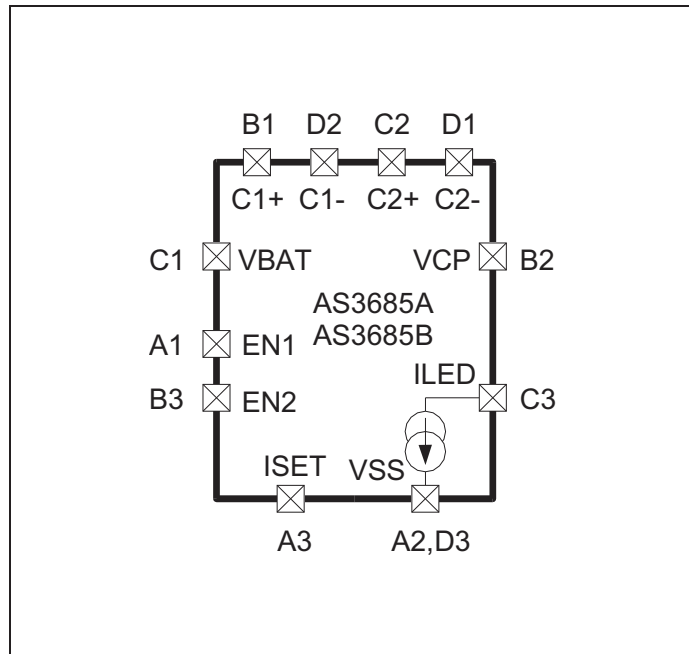 B1 D2 C2 D1
C1+ C1- C2+ C2-
C1 VBAT VCP B2
AS3685A
A1 EN1 AS3685B
ILED
B3 EN2 C3
ISET VSS
A3 A2,D3